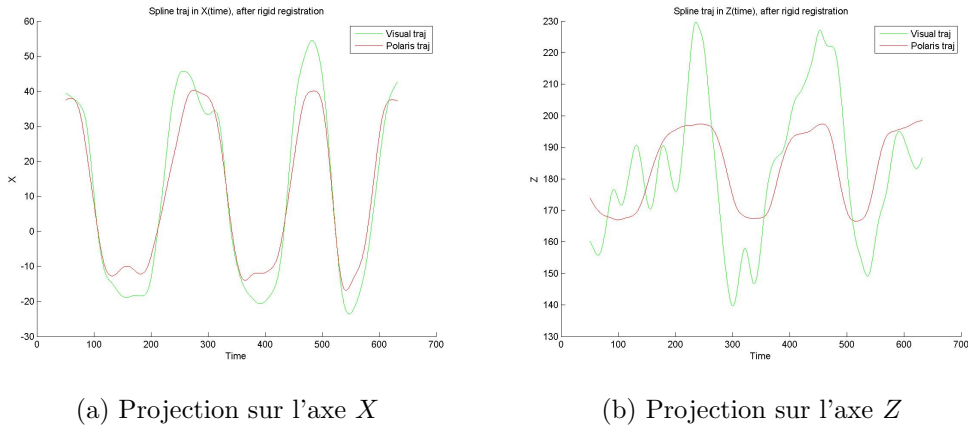 Spline traj in X(time), after rigid registration
60
50
40
30
20
10
0
-10
-20
-30
X
0 100 200 300 400 500 600 700
Time
Visual traj
Polaris traj
(a) Projection sur l'axe X
Spline traj in Z(time), after rigid registration
230
220
210
200
190
180
170
160
150
140
130
Z
0 100 200 300 400 500 600 700
Time
Visual traj
Polaris traj
(b) Projection sur l'axe Z